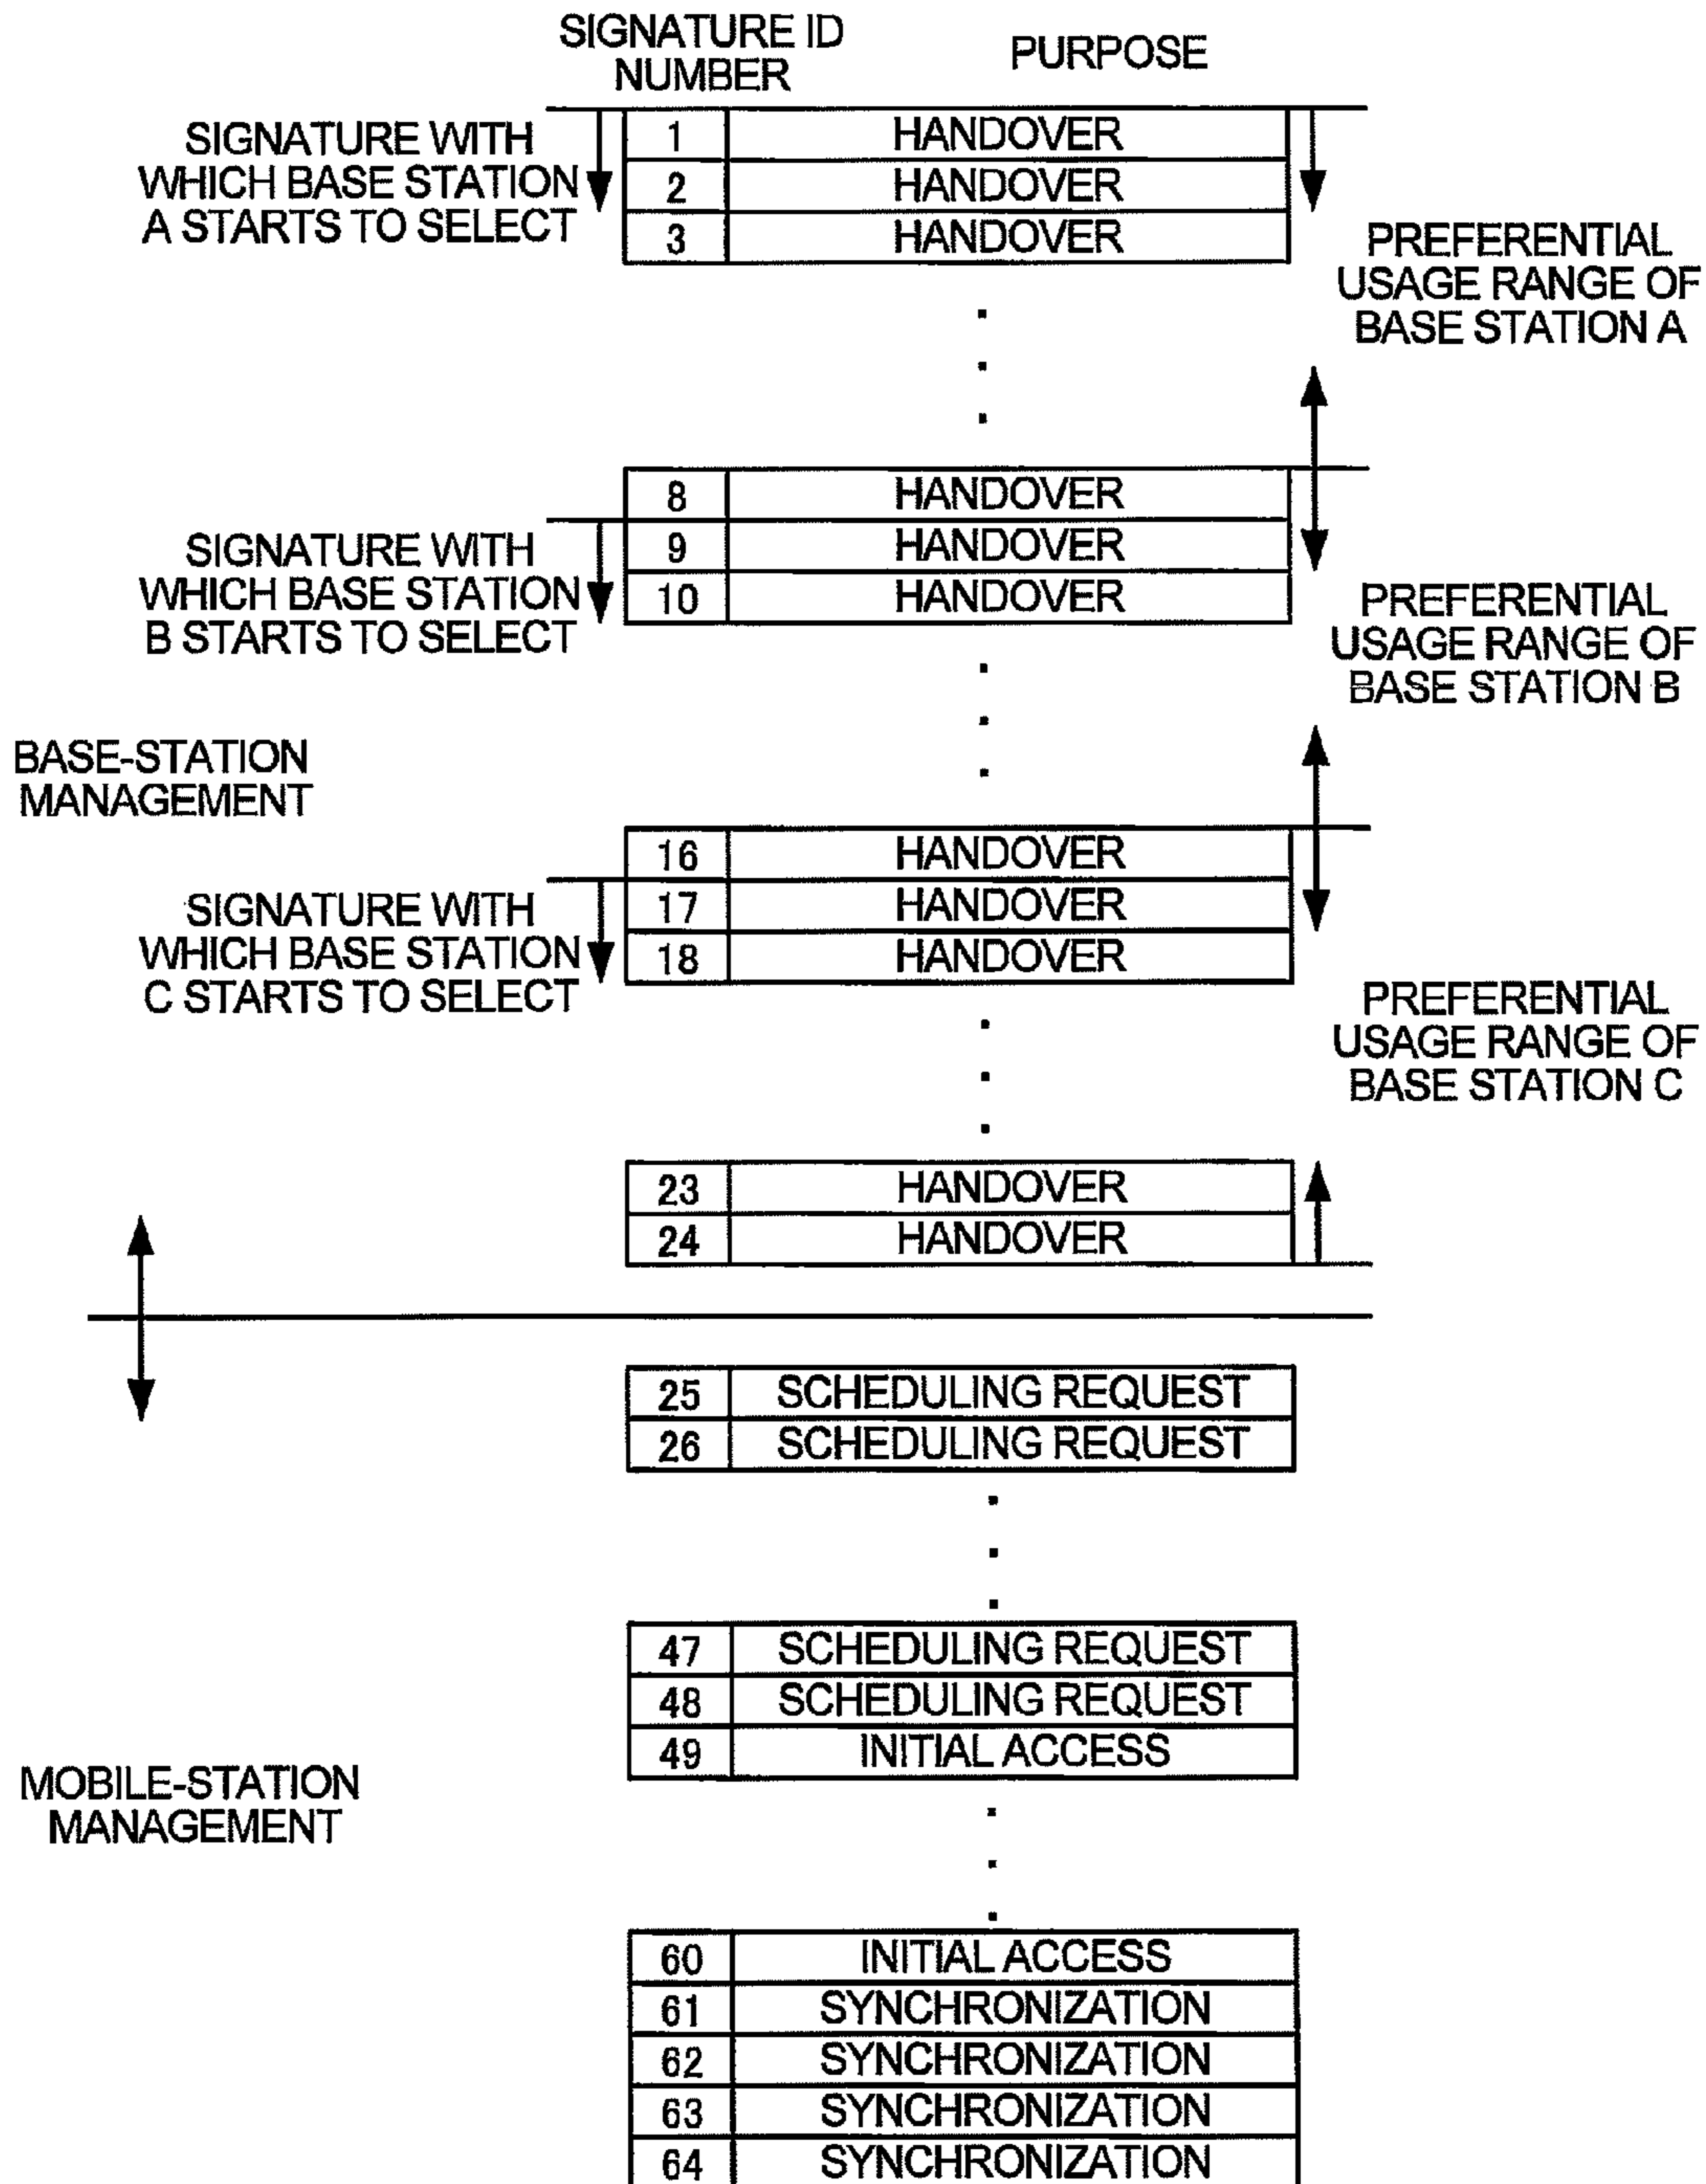 SIGNATURE ID
NUMBER
PURPOSE
SIGNATURE WITH
WHICH BASE STATION
A STARTS TO SELECT
1 HANDOVER
2 HANDOVER
3 HANDOVER
PREFERENTIAL
USAGE RANGE OF
BASE STATION A
8 HANDOVER
9 HANDOVER
10 HANDOVER
SIGNATURE WITH
WHICH BASE STATION
B STARTS TO SELECT
PREFERENTIAL
USAGE RANGE OF
BASE STATION B
BASE-STATION
MANAGEMENT
16 HANDOVER
17 HANDOVER
18 HANDOVER
SIGNATURE WITH
WHICH BASE STATION
C STARTS TO SELECT
PREFERENTIAL
USAGE RANGE OF
BASE STATION C
23 HANDOVER
24 HANDOVER
25 SCHEDULING REQUEST
26 SCHEDULING REQUEST
47 SCHEDULING REQUEST
48 SCHEDULING REQUEST
49 INITIAL ACCESS
MOBILE-STATION
MANAGEMENT
60 INITIAL ACCESS
61 SYNCHRONIZATION
62 SYNCHRONIZATION
63 SYNCHRONIZATION
64 SYNCHRONIZATION